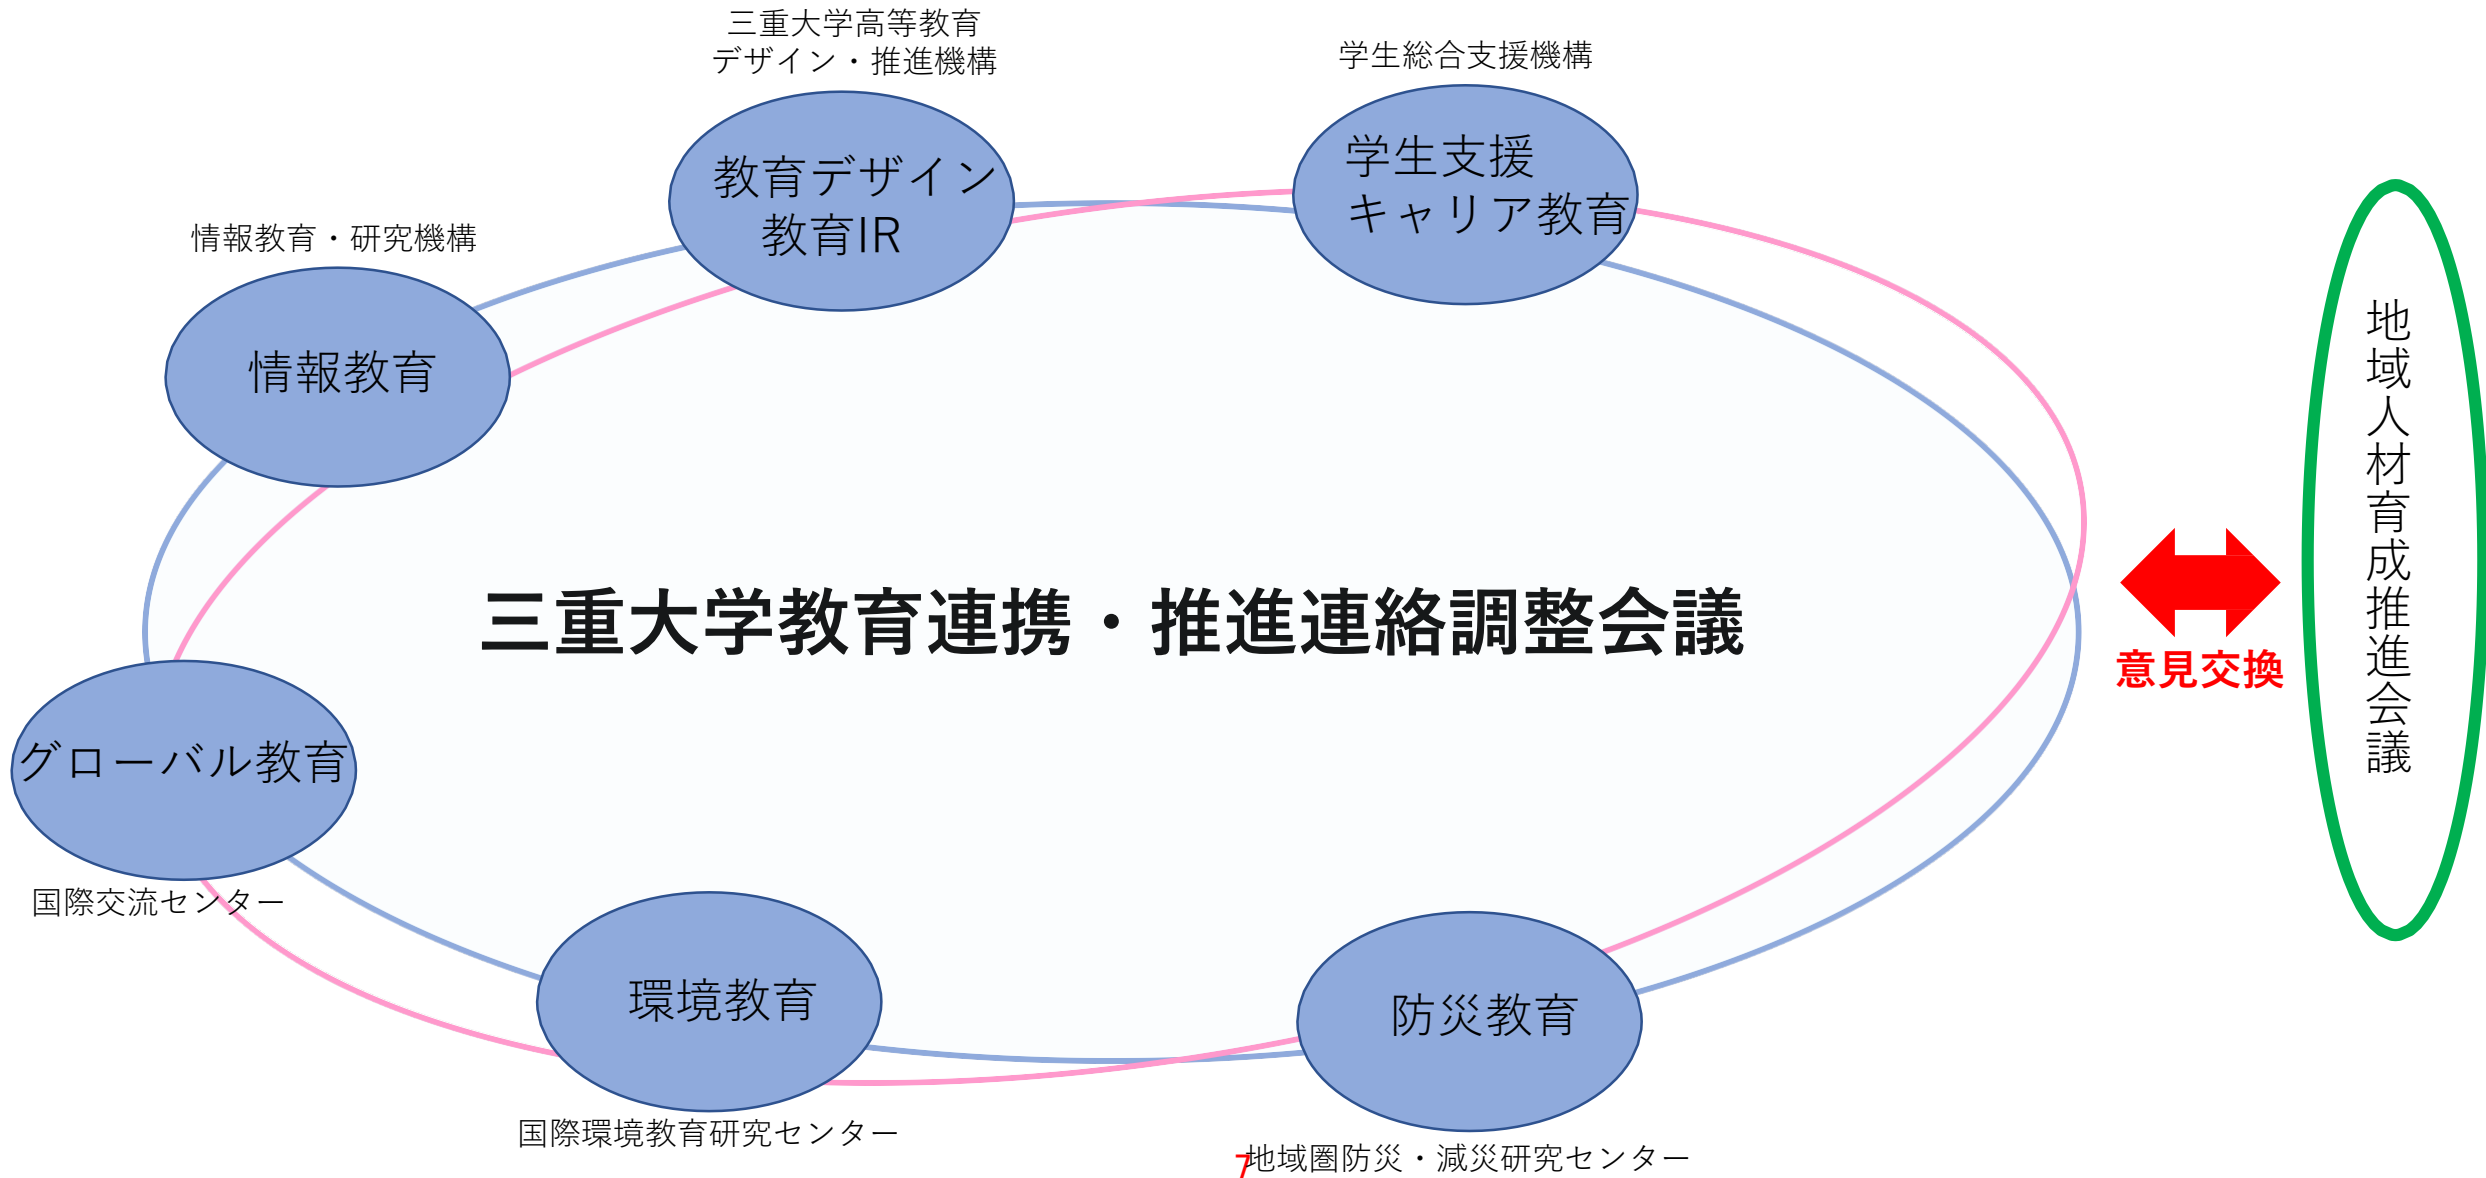 三重大学高等教育
デザイン・推進機構
学生総合支援機構
教育デザイン
教育IR
学生支援
キャリア教育
情報教育・研究機構
情報教育
地域人材育成推進会議
三重大学教育連携・推進連絡調整会議
意見交換
グローバル教育
国際交流センター
環境教育
防災教育
国際環境教育研究センター
地域圏防災・減災研究センター
7